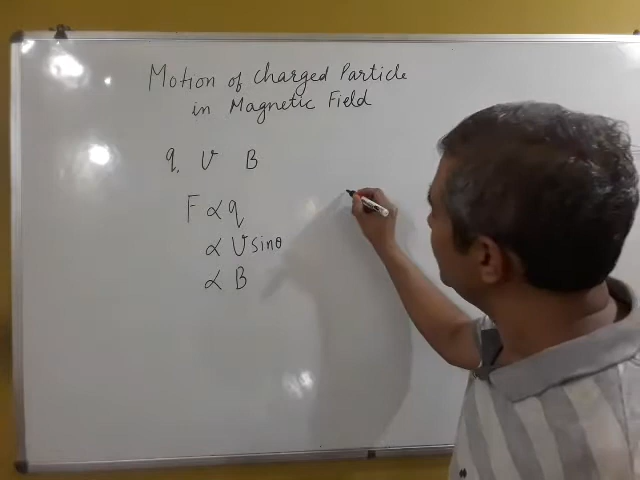 Motion of Charged Particle
in Magnetic Field
q, v B
F ∝ q
∝ v sinθ
∝ B